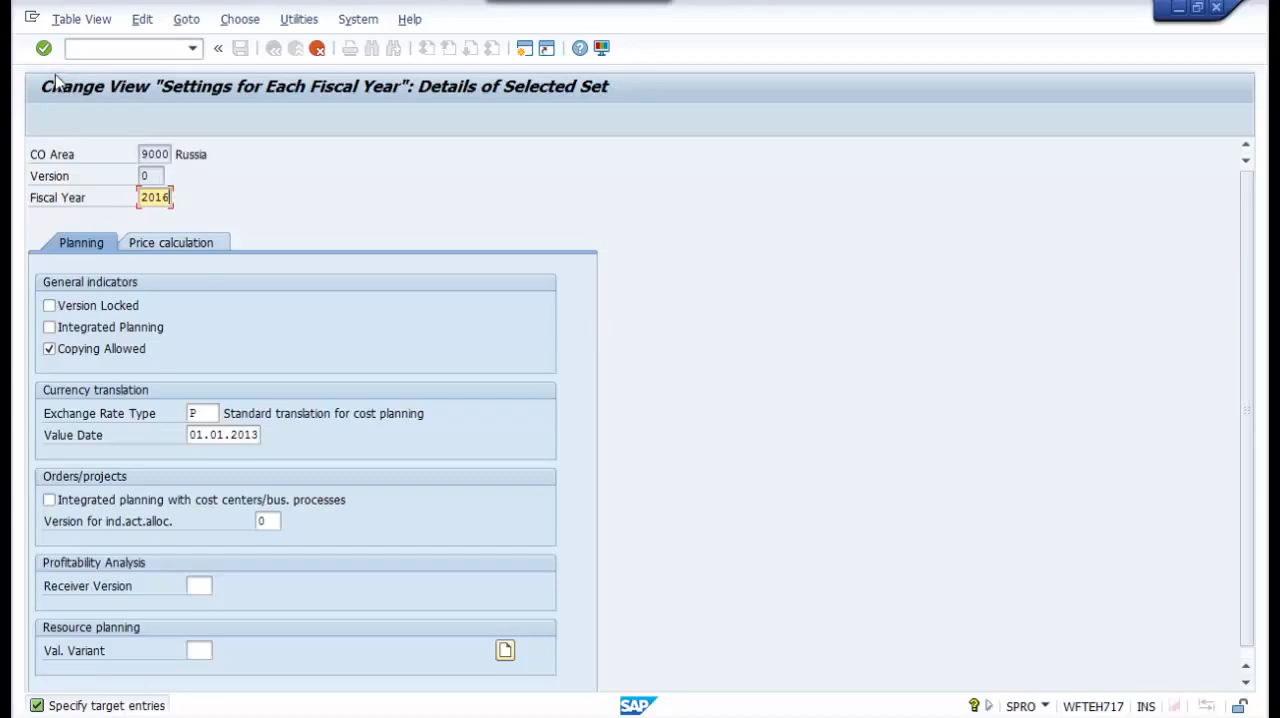 Table View Edit Goto Choose Utilities System Help
Change View "Settings for Each Fiscal Year": Details of Selected Set
CO Area 9000 Russia
Version 0
Fiscal Year 2016
Planning Price calculation
General indicators
Version Locked
Integrated Planning
Copying Allowed
Currency translation
Exchange Rate Type P Standard translation for cost planning
Value Date 01.01.2013
Orders/projects
Integrated planning with cost centers/bus. processes
Version for ind.act.alloc. 0
Profitability Analysis
Receiver Version
Resource planning
Val. Variant
Specify target entries SAP SPRO WFTEH717 INS